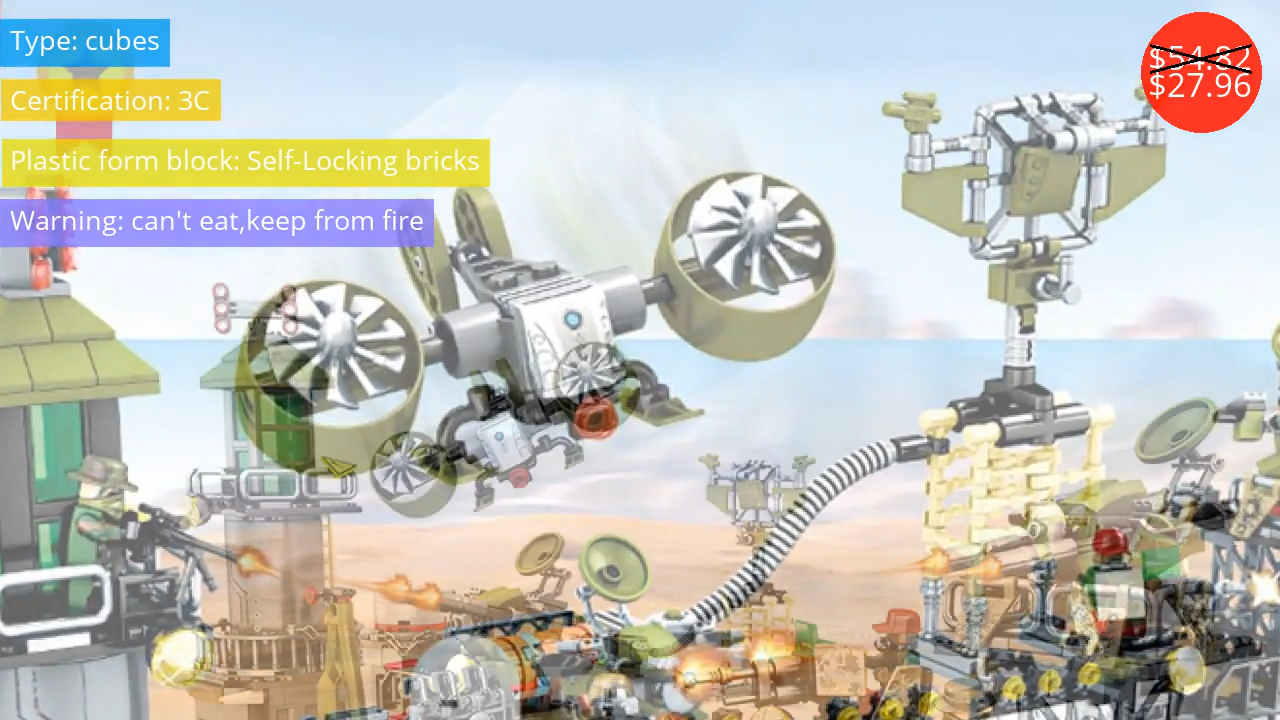 Type: cubes
Certification: 3C
Plastic form block: Self-Locking bricks
Warning: can't eat,keep from fire
$54.82
$27.96